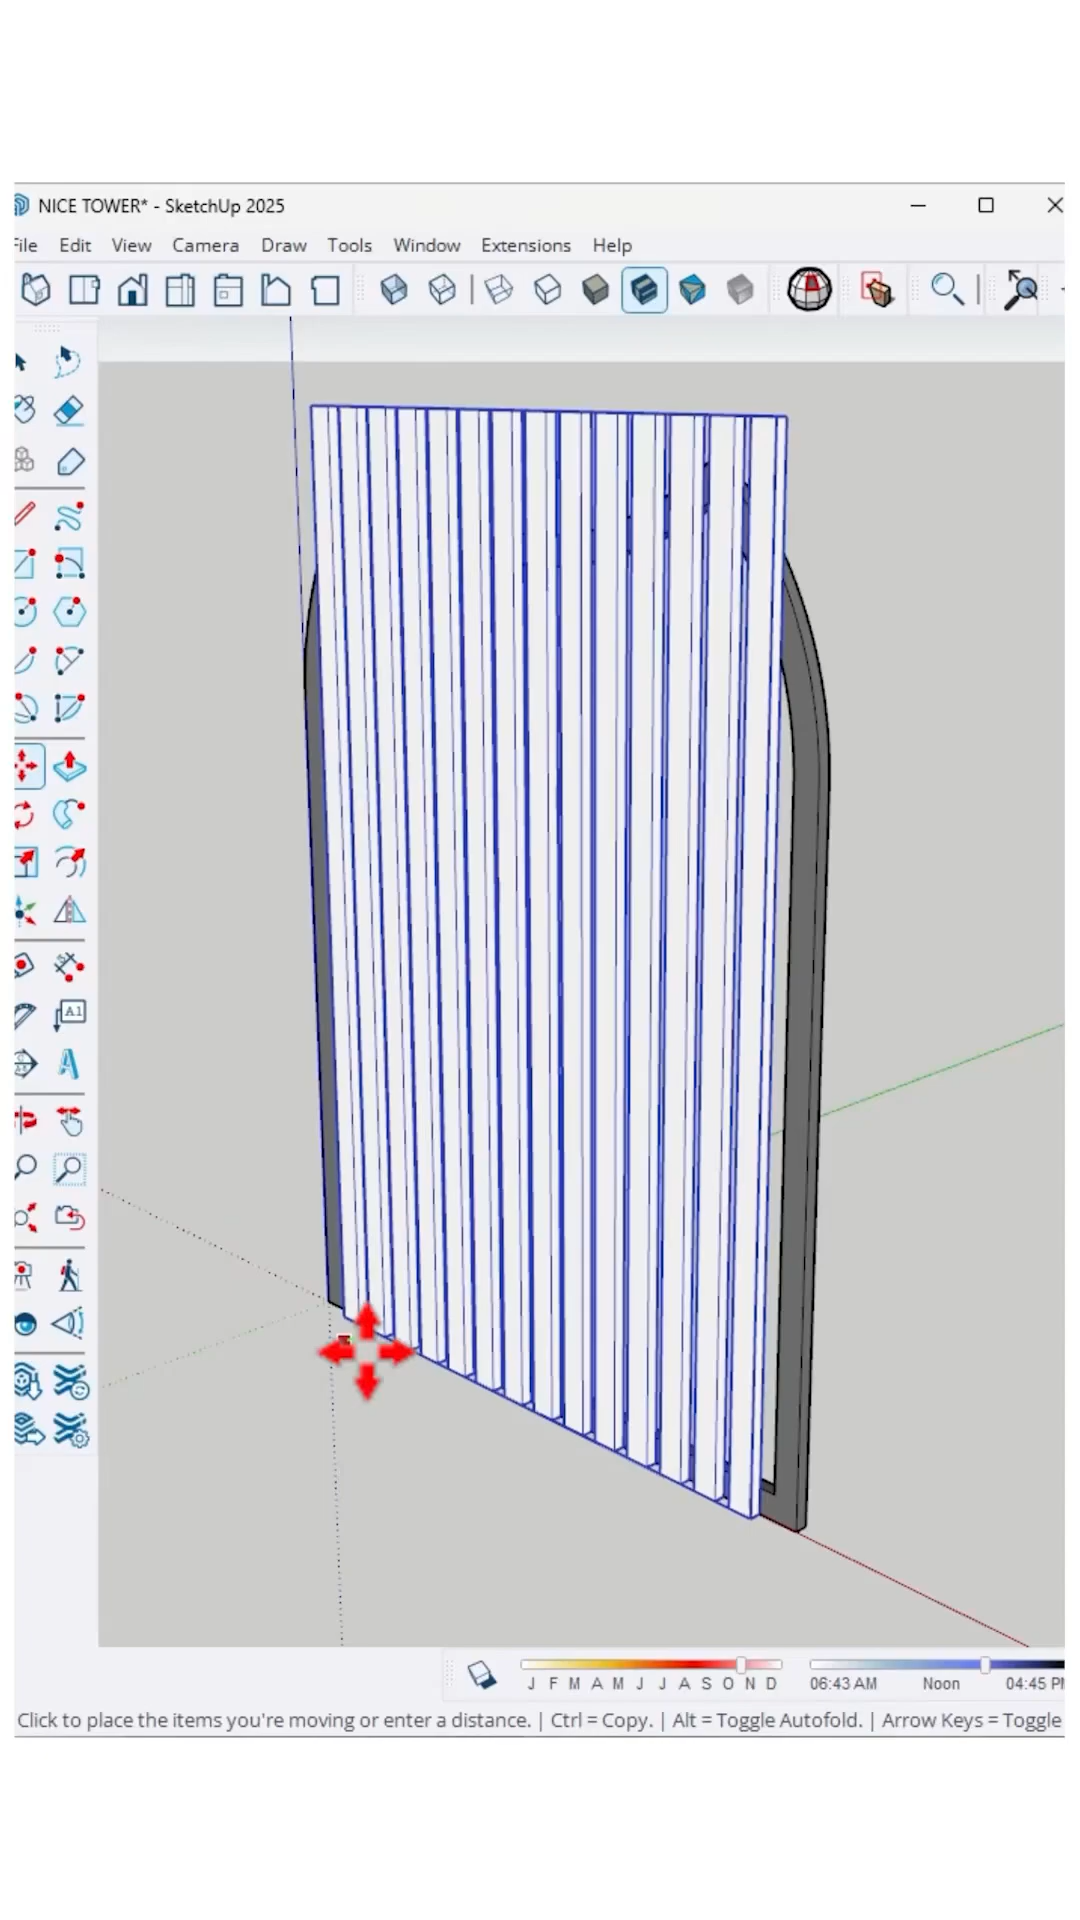 NICE TOWER* - SketchUp 2025
File Edit View Camera Draw Tools Window Extensions Help
A1
A
J F M A M J J A S O N D
06:43 AM Noon 04:45 PM
Click to place the items you're moving or enter a distance. | Ctrl = Copy. | Alt = Toggle Autofold. | Arrow Keys = Toggle